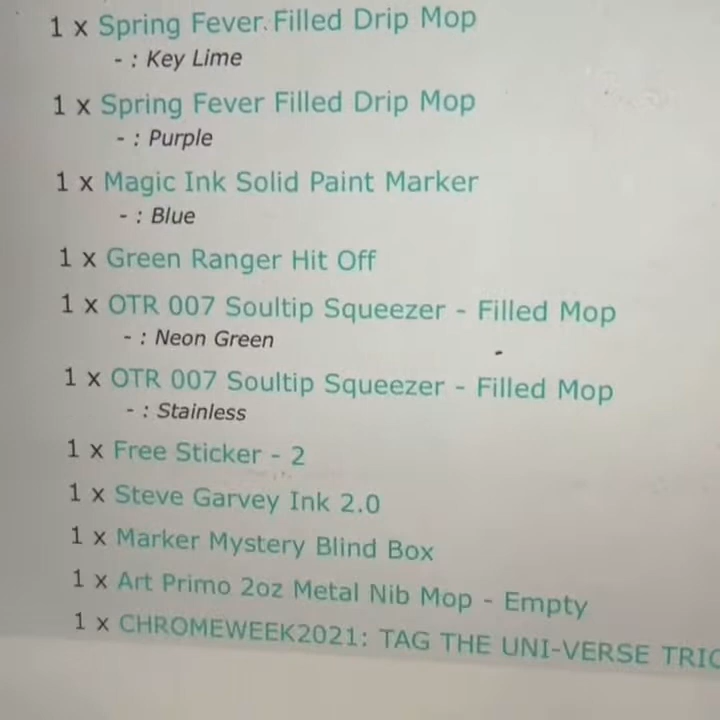 1 x Spring Fever Filled Drip Mop
- : Key Lime
1 x Spring Fever Filled Drip Mop
- : Purple
1 x Magic Ink Solid Paint Marker
- : Blue
1 x Green Ranger Hit Off
1 x OTR 007 Soultip Squeezer - Filled Mop
- : Neon Green
1 x OTR 007 Soultip Squeezer - Filled Mop
- : Stainless
1 x Free Sticker - 2
1 x Steve Garvey Ink 2.0
1 x Marker Mystery Blind Box
1 x Art Primo 2oz Metal Nib Mop - Empty
1 x CHROMEWEEK2021: TAG THE UNI-VERSE